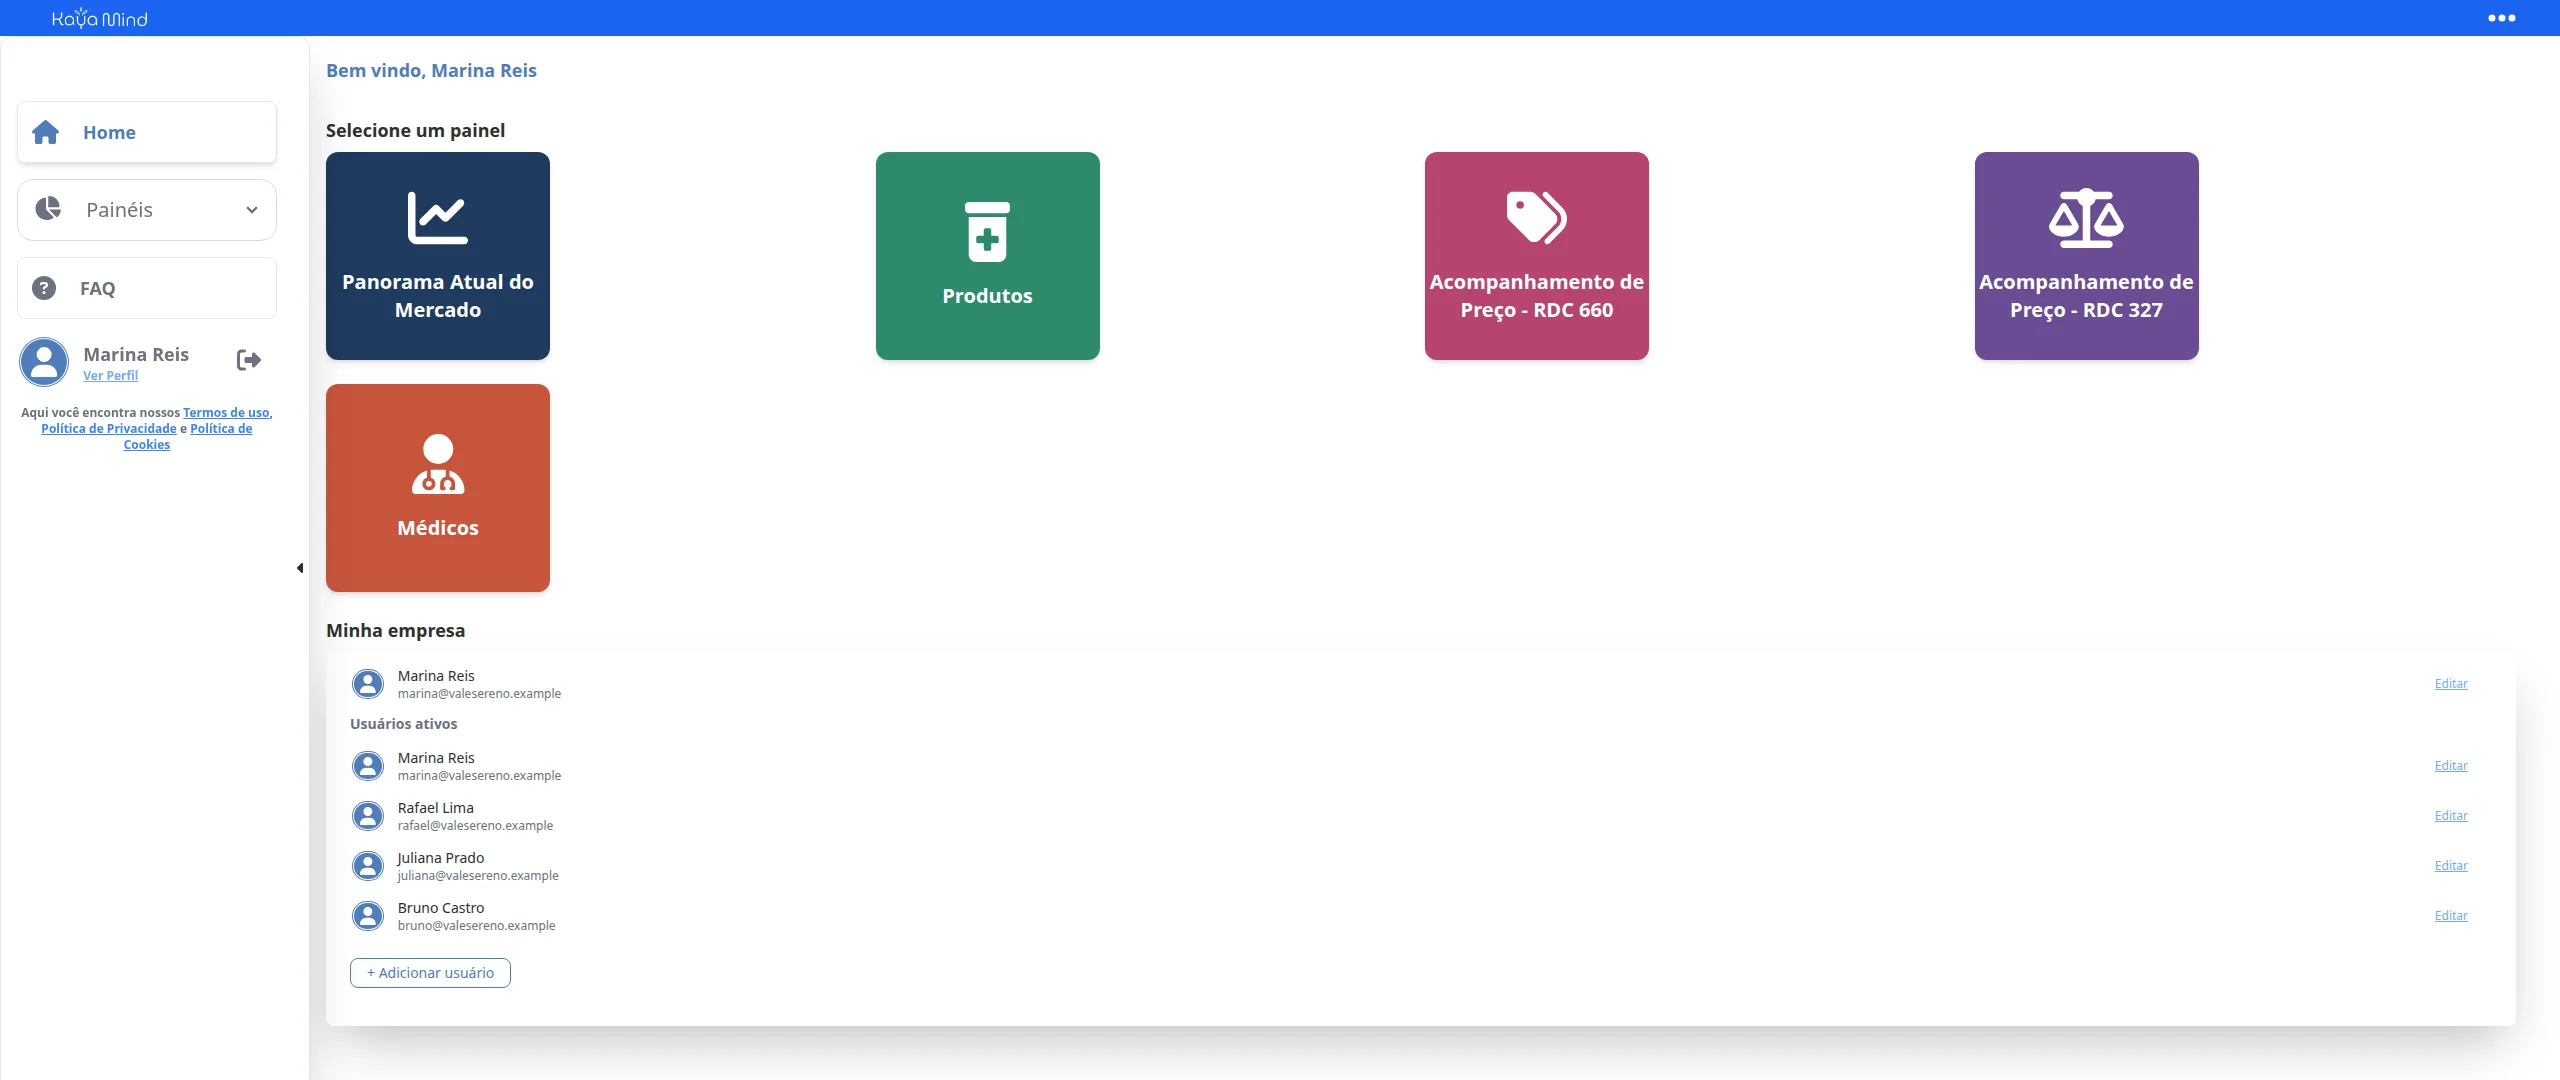 Kaya Mind
Bem vindo, Marina Reis
Home
Painéis
FAQ
Marina Reis
Ver Perfil
Aqui você encontra nossos Termos de uso,
Política de Privacidade e Política de
Cookies
Selecione um painel
Panorama Atual do
Mercado
Produtos
Acompanhamento de
Preço - RDC 660
Acompanhamento de
Preço - RDC 327
Médicos
Minha empresa
Marina Reis
marina@valesereno.example
Editar
Usuários ativos
Marina Reis
marina@valesereno.example
Editar
Rafael Lima
rafael@valesereno.example
Editar
Juliana Prado
juliana@valesereno.example
Editar
Bruno Castro
bruno@valesereno.example
Editar
+ Adicionar usuário